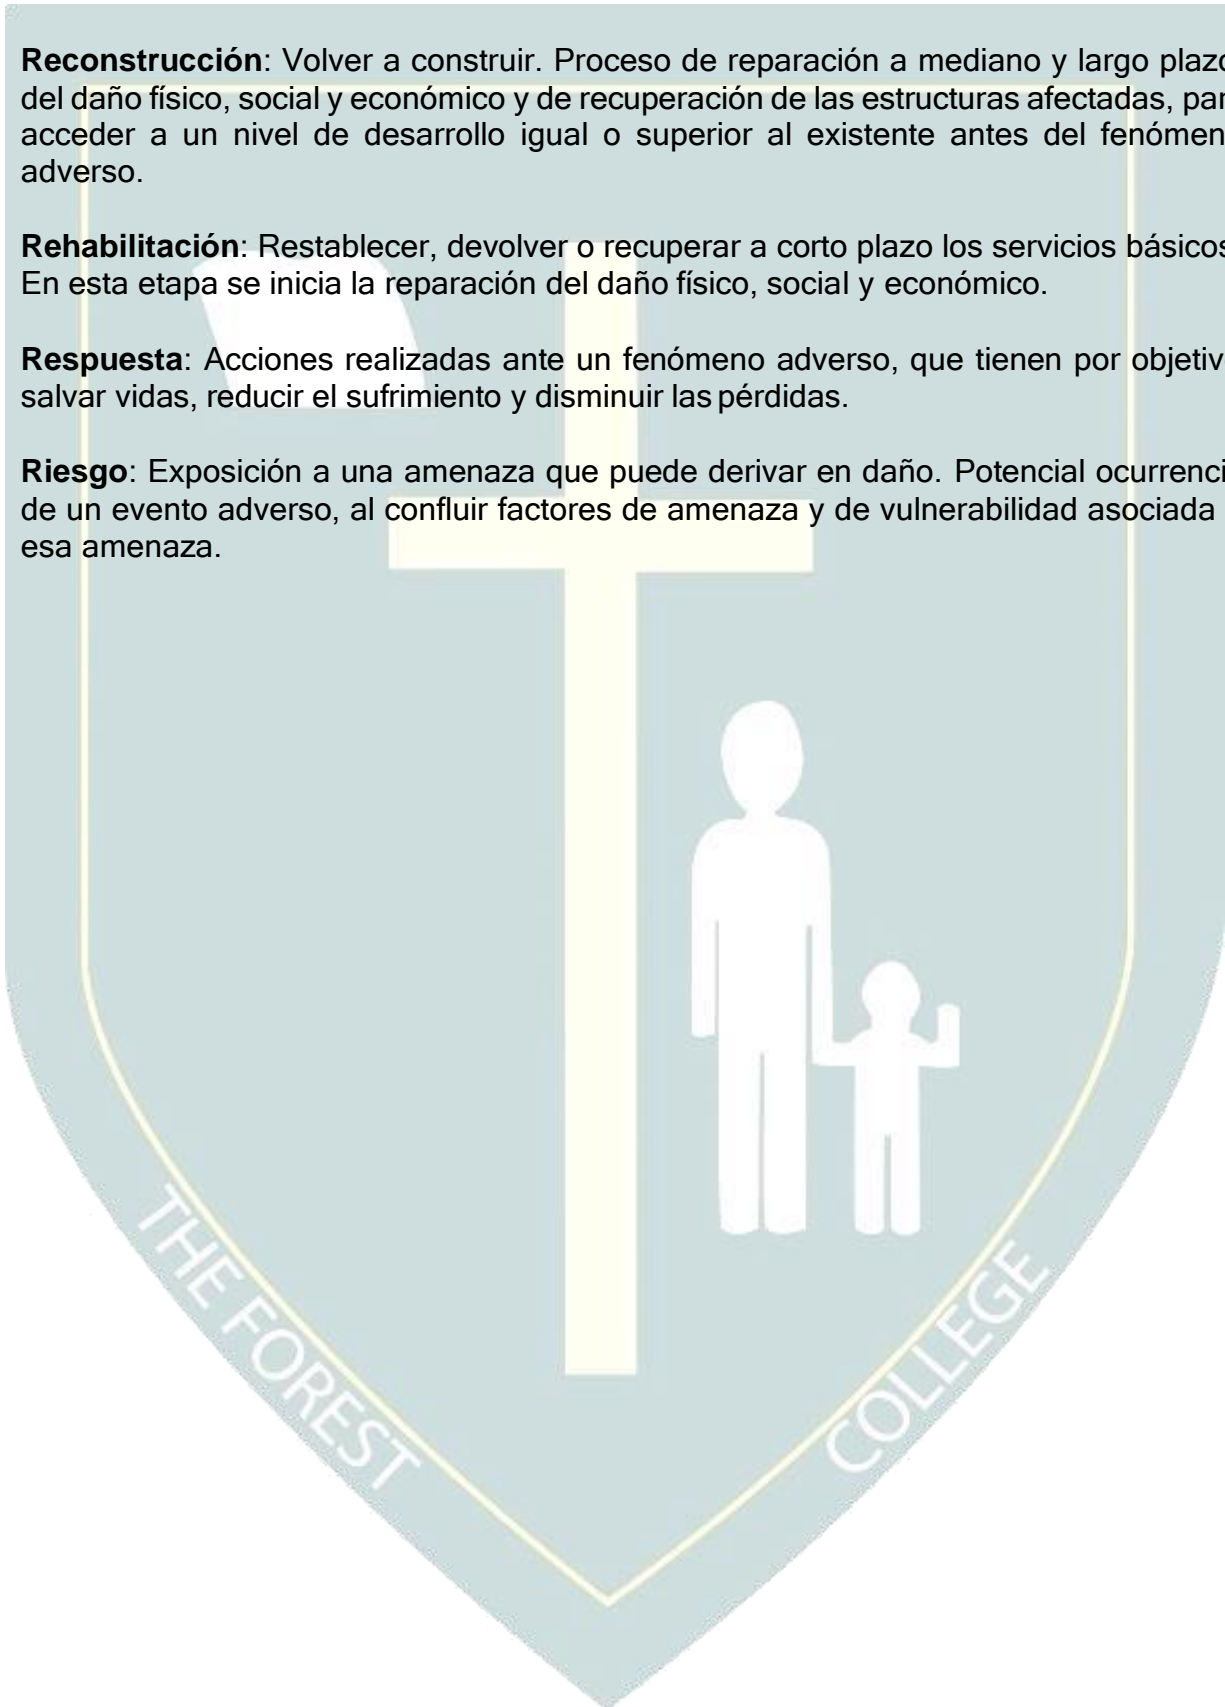 Reconstrucción: Volver a construir. Proceso de reparación a mediano y largo plazo
del daño físico, social y económico y de recuperación de las estructuras afectadas, par
acceder a un nivel de desarrollo igual o superior al existente antes del fenómen
adverso.
Rehabilitación: Restablecer, devolver o recuperar a corto plazo los servicios básicos
En esta etapa se inicia la reparación del daño físico, social y económico.
Respuesta: Acciones realizadas ante un fenómeno adverso, que tienen por objetivo
salvar vidas, reducir el sufrimiento y disminuir las pérdidas.
Riesgo: Exposición a una amenaza que puede derivar en daño. Potencial ocurrenci
de un evento adverso, al confluir factores de amenaza y de vulnerabilidad asociada
esa amenaza.
THE FOREST
COLLEGE